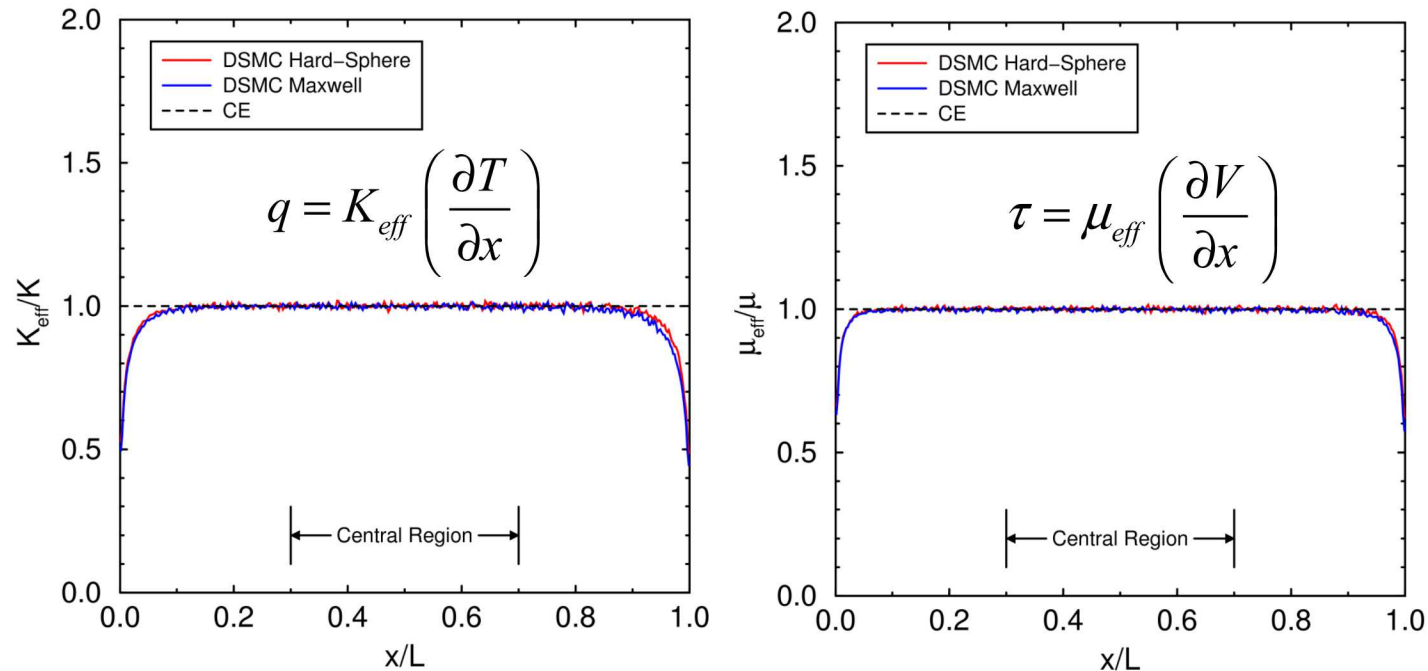 2.0
1.5
1.0
0.5
0.0
K_eff/K
DSMC Hard−Sphere
DSMC Maxwell
CE
q = K_eff (∂T/∂x)
Central Region
0.0 0.2 0.4 0.6 0.8 1.0
x/L
2.0
1.5
1.0
0.5
0.0
μ_eff/μ
DSMC Hard−Sphere
DSMC Maxwell
CE
τ = μ_eff (∂V/∂x)
Central Region
0.0 0.2 0.4 0.6 0.8 1.0
x/L